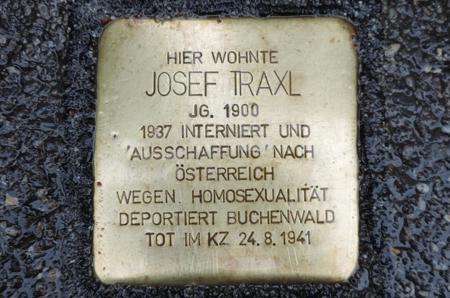 HIER WOHNTE
JOSEF TRAXL
JG. 1900
1937 INTERNIERT UND
'AUSSCHAFFUNG' NACH
ÖSTERREICH
WEGEN HOMOSEXUALITÄT
DEPORTIERT BUCHENWALD
TOT IM KZ 24.8.1941